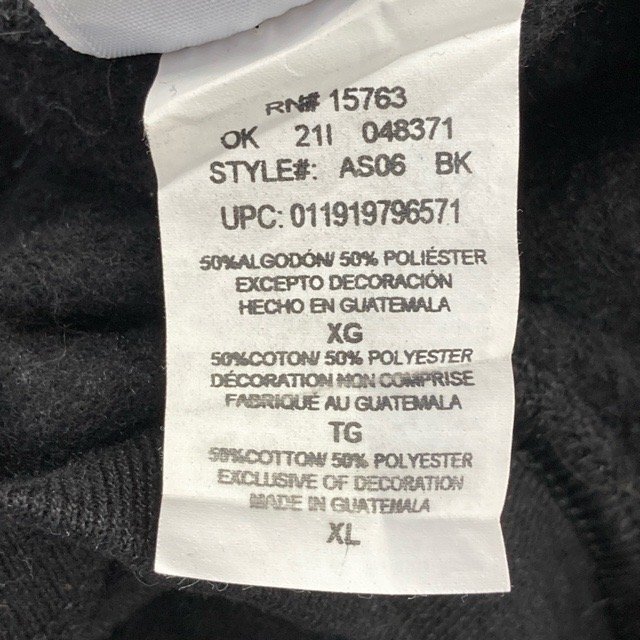 RN# 15763
OK 21I 048371
STYLE#: AS06 BK
UPC: 011919796571
50%ALGODÓN/ 50% POLIÉSTER
EXCEPTO DECORACIÓN
HECHO EN GUATEMALA
XG
50%COTON/ 50% POLYESTER
DÉCORATION NON COMPRISE
FABRIQUÉ AU GUATEMALA
TG
50%COTTON/ 50% POLYESTER
EXCLUSIVE OF DECORATION
MADE IN GUATEMALA
XL